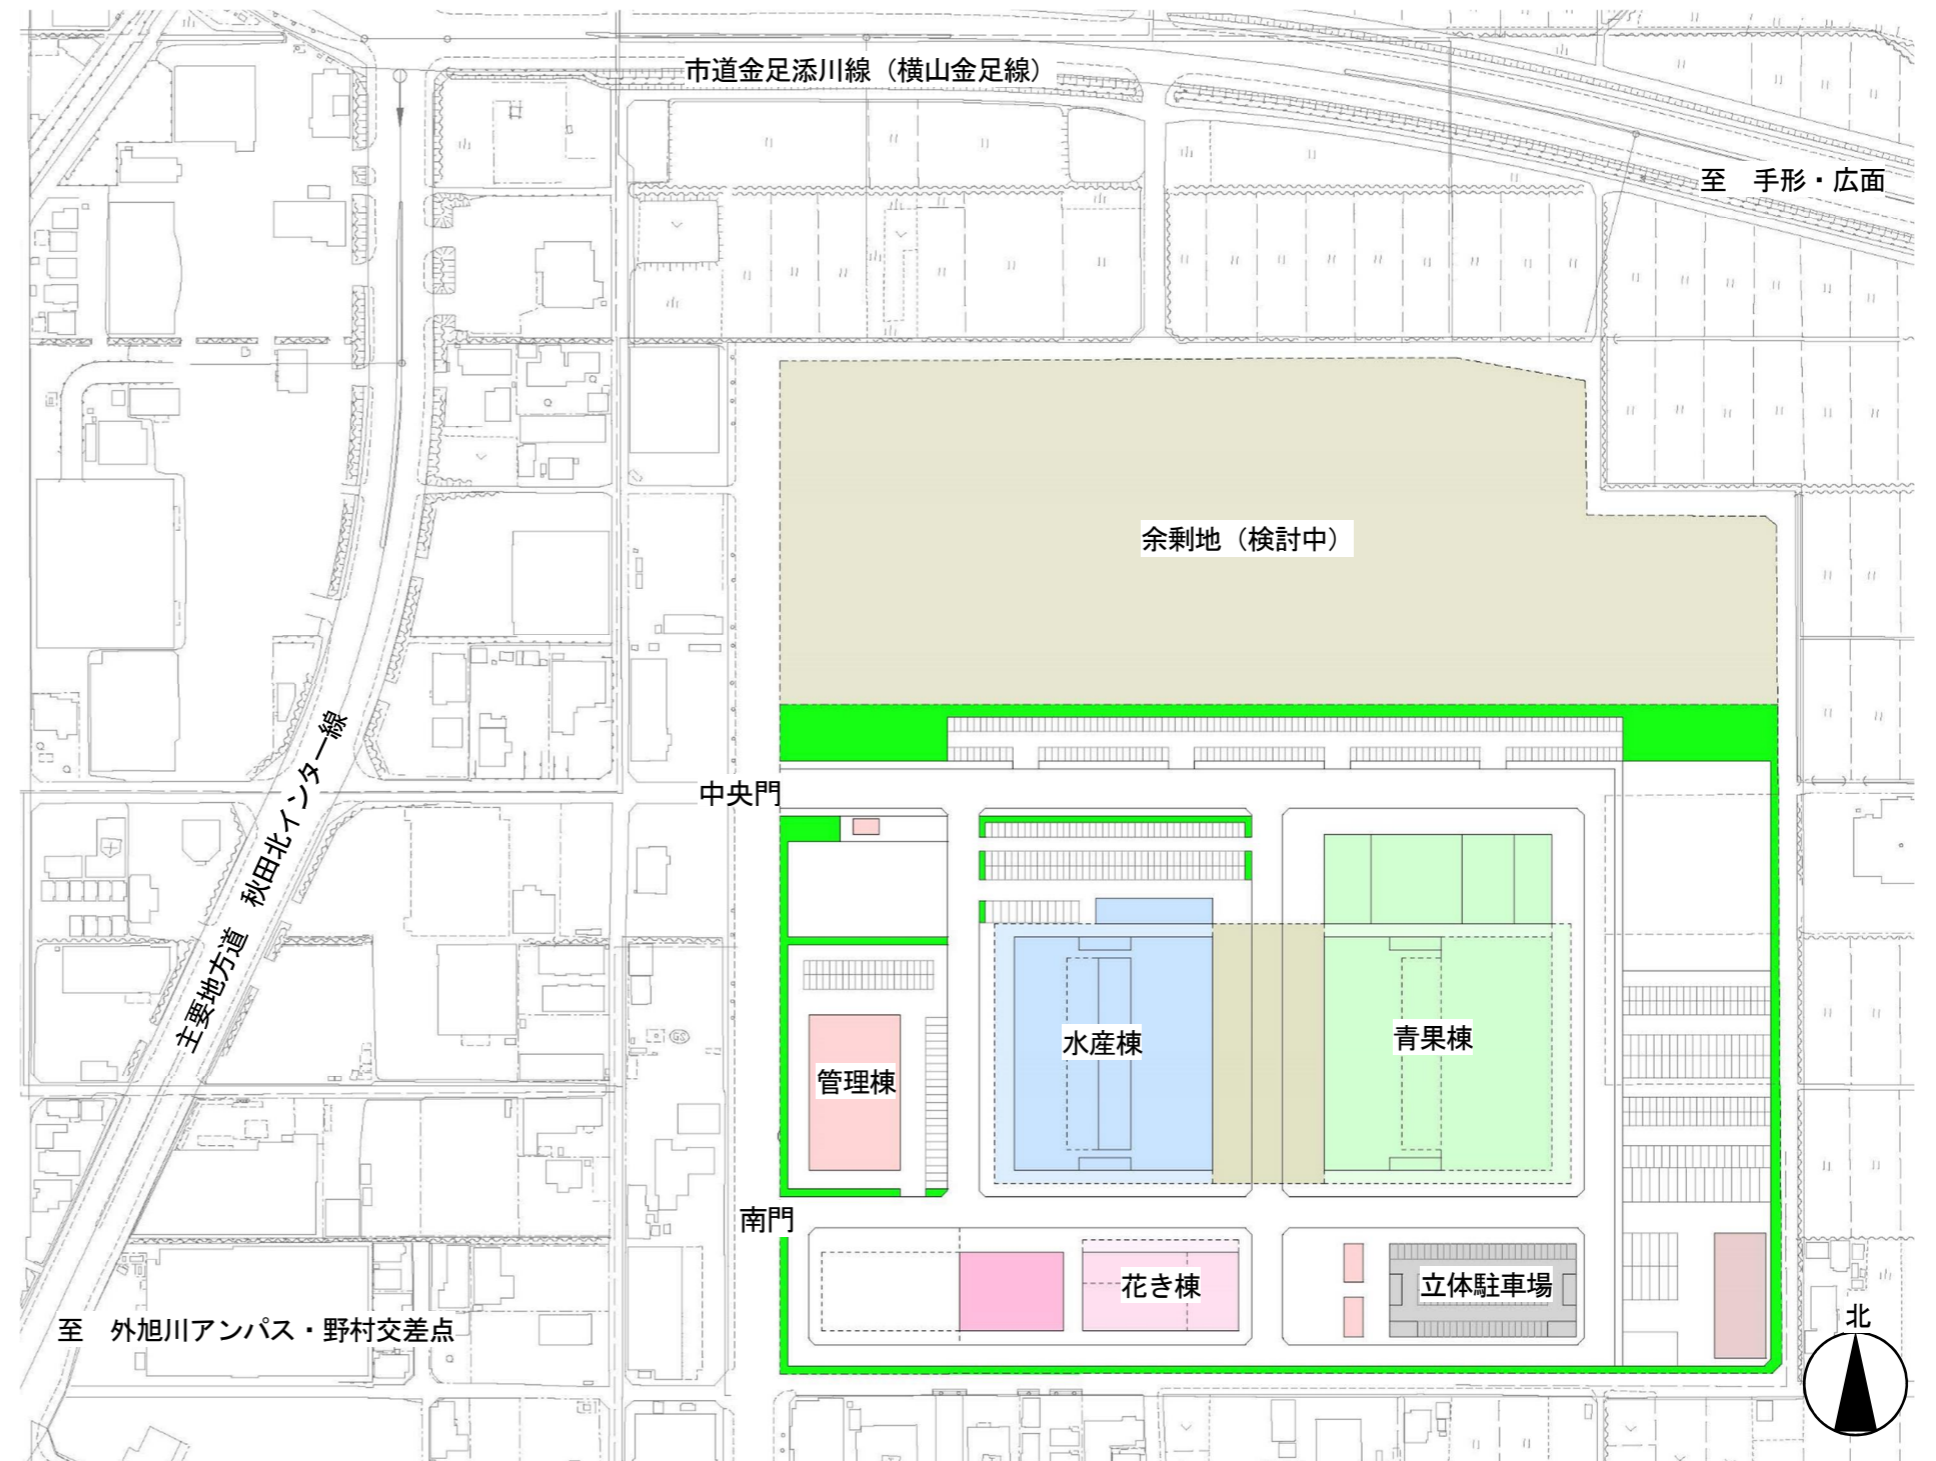 市道金足添川線（横山金足線）
至　手形・広面
余剰地（検討中）
主要地方道　秋田北インター線
中央門
水産棟
青果棟
管理棟
南門
花き棟
立体駐車場
至　外旭川アンパス・野村交差点
北